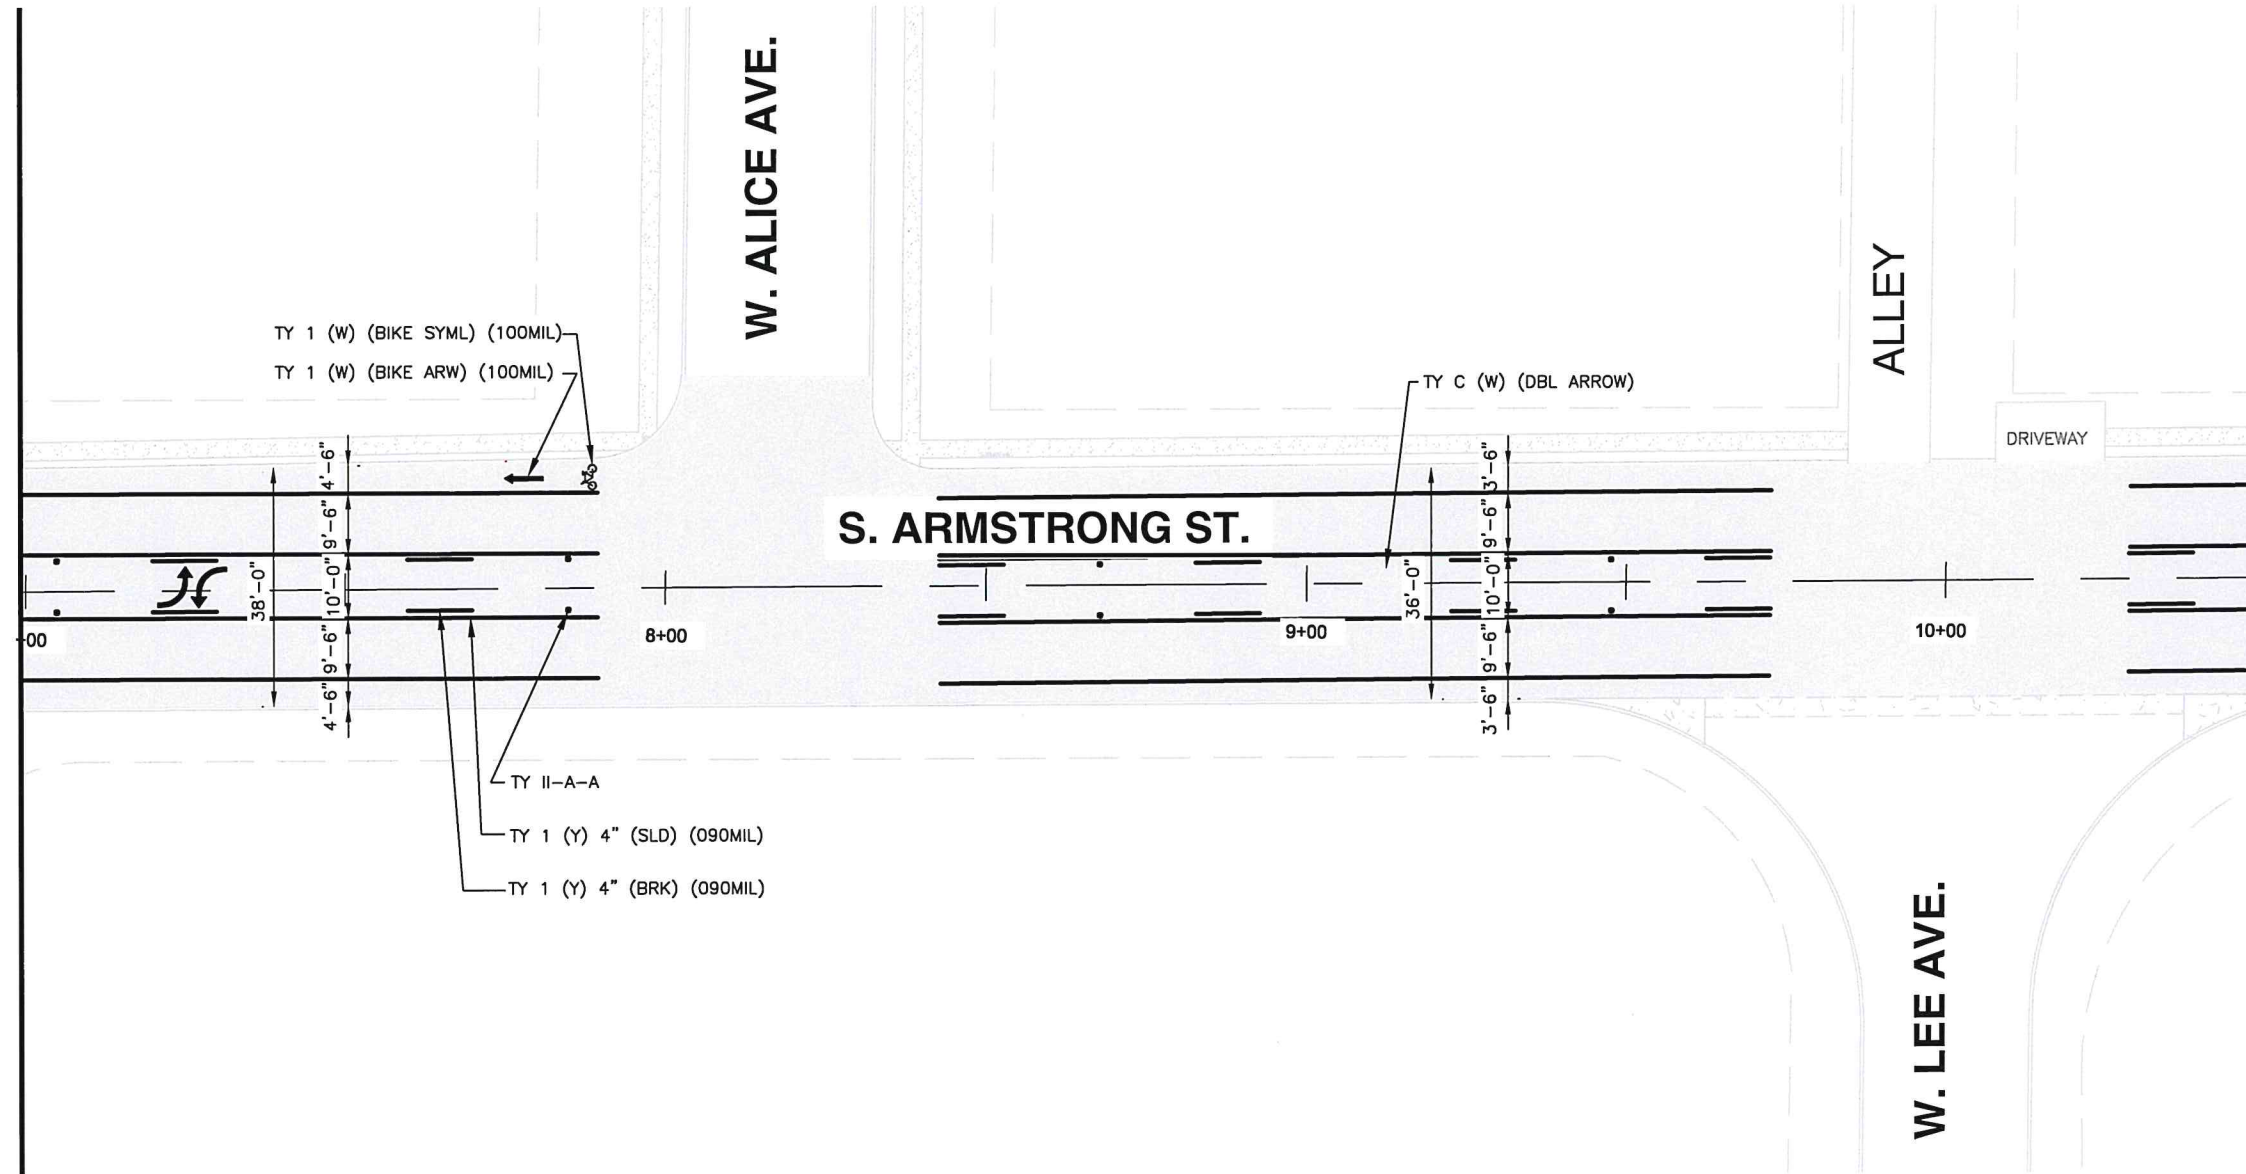 W. ALICE AVE.
TY 1 (W) (BIKE SYML) (100MIL)
TY 1 (W) (BIKE ARW) (100MIL)
TY C (W) (DBL ARROW)
ALLEY
DRIVEWAY
4'-6"
9'-6"
10'-0"
9'-6"
4'-6"
38'-0"
S. ARMSTRONG ST.
3'-6"
9'-6"
10'-0"
9'-6"
3'-6"
36'-0"
+00
8+00
9+00
10+00
TY II-A-A
TY 1 (Y) 4" (SLD) (090MIL)
TY 1 (Y) 4" (BRK) (090MIL)
W. LEE AVE.